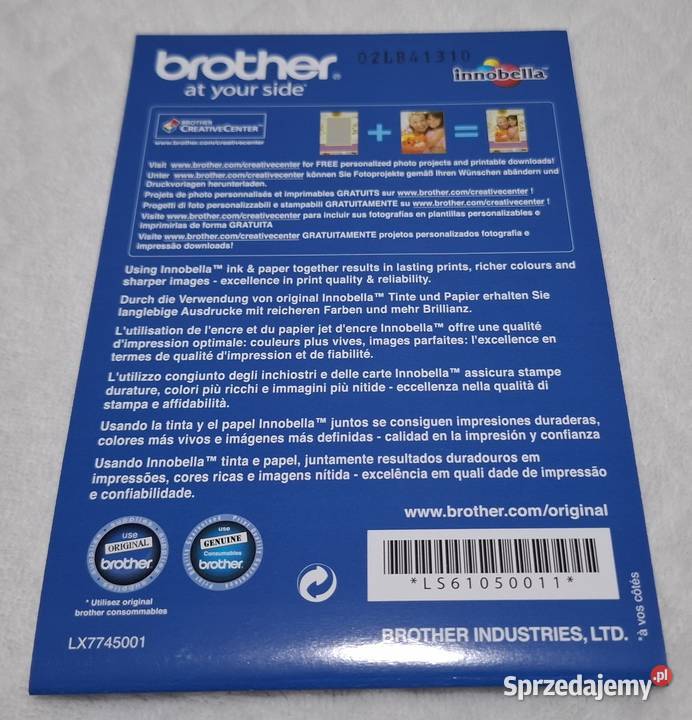 brother®
at your side
02LB41310
innobella™
BROTHER
CREATIVECENTER™
www.brother.com/creativecenter
Visit www.brother.com/creativecenter for FREE personalized photo projects and printable downloads!
Unter www.brother.com/creativecenter können Sie Fotoprojekte gemäß Ihren Wünschen abändern und
Druckvorlagen herunterladen.
Projets de photo personnalisés et imprimables GRATUITS sur www.brother.com/creativecenter !
Progetti di foto personalizzabili e stampabili GRATUITAMENTE su www.brother.com/creativecenter !
Visite www.brother.com/creativecenter para incluir sus fotografías en plantillas personalizables e
imprimirlas de forma GRATUITA
Visite www.brother.com/creativecenter GRATUITAMENTE projetos personalizados fotografia e
impressão downloads!
Using Innobella™ ink & paper together results in lasting prints, richer colours and
sharper images - excellence in print quality & reliability.
Durch die Verwendung von original Innobella™ Tinte und Papier erhalten Sie
langlebige Ausdrucke mit reicheren Farben und mehr Brillianz.
L'utilisation de l'encre et du papier jet d'encre Innobella™ offre une qualité
d'impression optimale: couleurs plus vives, images parfaites: l'excellence en
termes de qualité d'impression et de fiabilité.
L'utilizzo congiunto degli inchiostri e delle carte Innobella™ assicura stampe
durature, colori più ricchi e immagini più nitide - eccellenza nella qualità di
stampa e affidabilità.
Usando la tinta y el papel Innobella™ juntos se consiguen impresiones duraderas,
colores más vivos e imágenes más definidas - calidad en la impresión y confianza
Usando Innobella™ tinta e papel, juntamente resultados duradouros em
impressões, cores ricas e imagens nítida - excelência em quali dade de impressão
e confiabilidade.
www.brother.com/original
use
ORIGINAL
brother
Supplies
use
GENUINE
Consumables
brother
*LS61050011*
* Utilisez original
brother consommables
LX7745001
BROTHER INDUSTRIES, LTD.
*à vos côtés
Sprzedajemy.pl